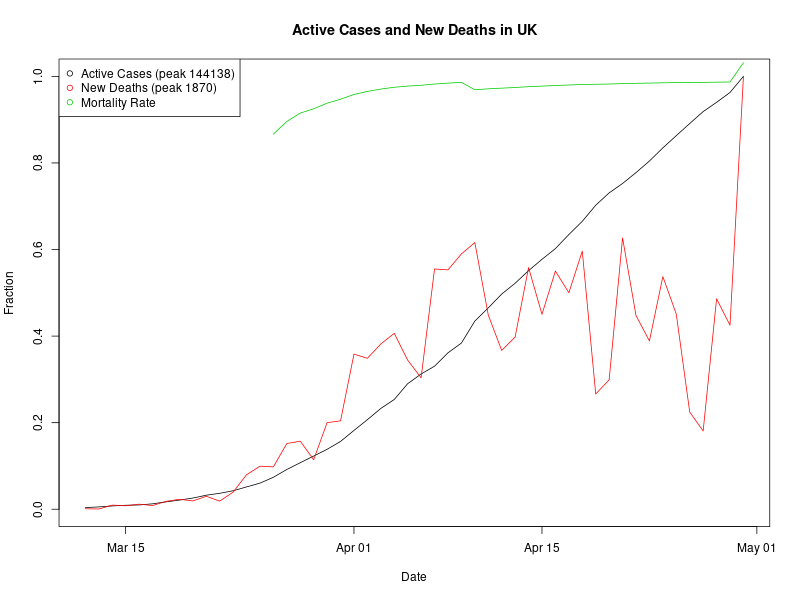 Active Cases and New Deaths in UK
Active Cases (peak 144138)
New Deaths (peak 1870)
Mortality Rate
Fraction
1.0
0.8
0.6
0.4
0.2
0.0
Mar 15
Apr 01
Apr 15
May 01
Date